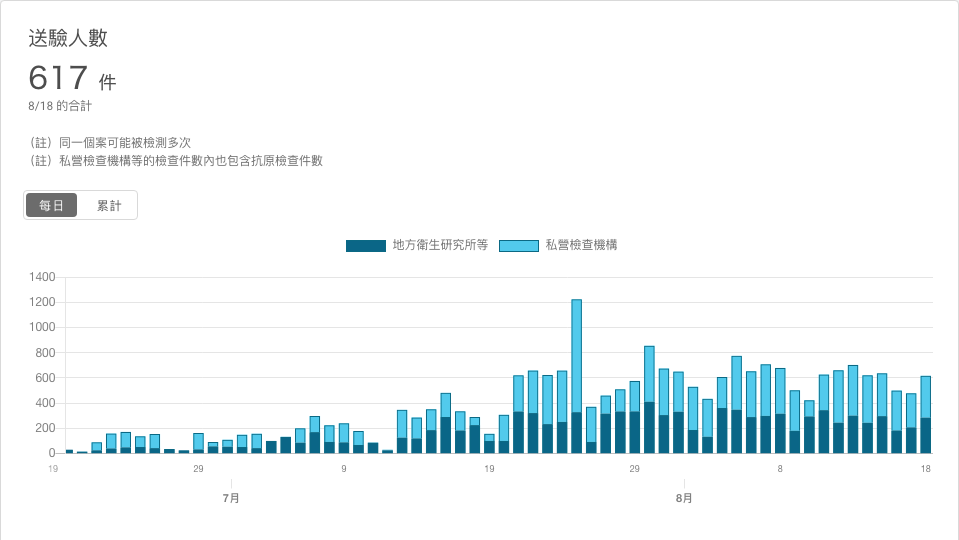 送驗人數
617 件
8/18 的合計
（註）同一個案可能被檢測多次
（註）私營檢查機構等的檢查件數內也包含抗原檢查件數
每日 累計
地方衛生研究所等 私營檢查機構
1400
1200
1000
800
600
400
200
0
19 29 9 19 29 8 18
7月 8月